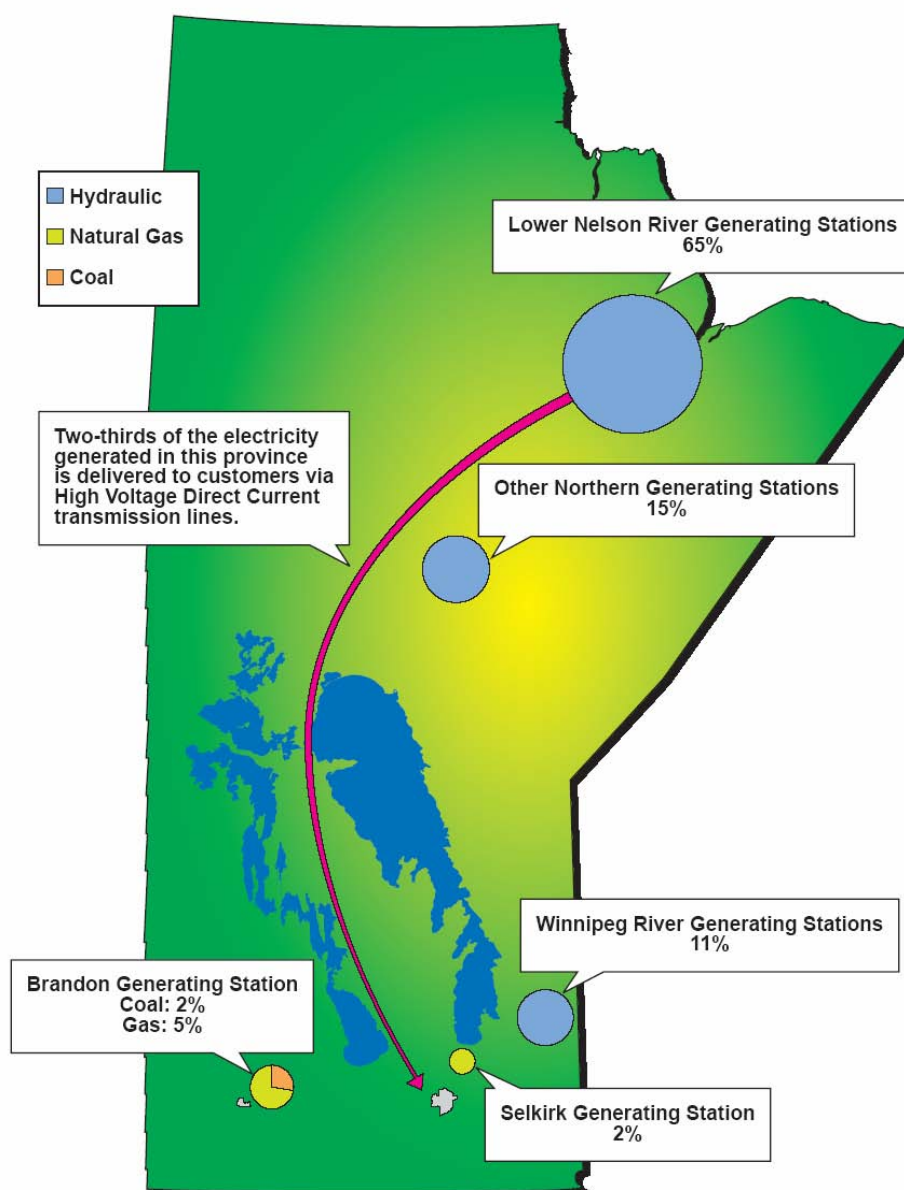 Hydraulic
Natural Gas
Coal
Lower Nelson River Generating Stations
65%
Two-thirds of the electricity
generated in this province
is delivered to customers via
High Voltage Direct Current
transmission lines.
Other Northern Generating Stations
15%
Winnipeg River Generating Stations
11%
Brandon Generating Station
Coal: 2%
Gas: 5%
Selkirk Generating Station
2%